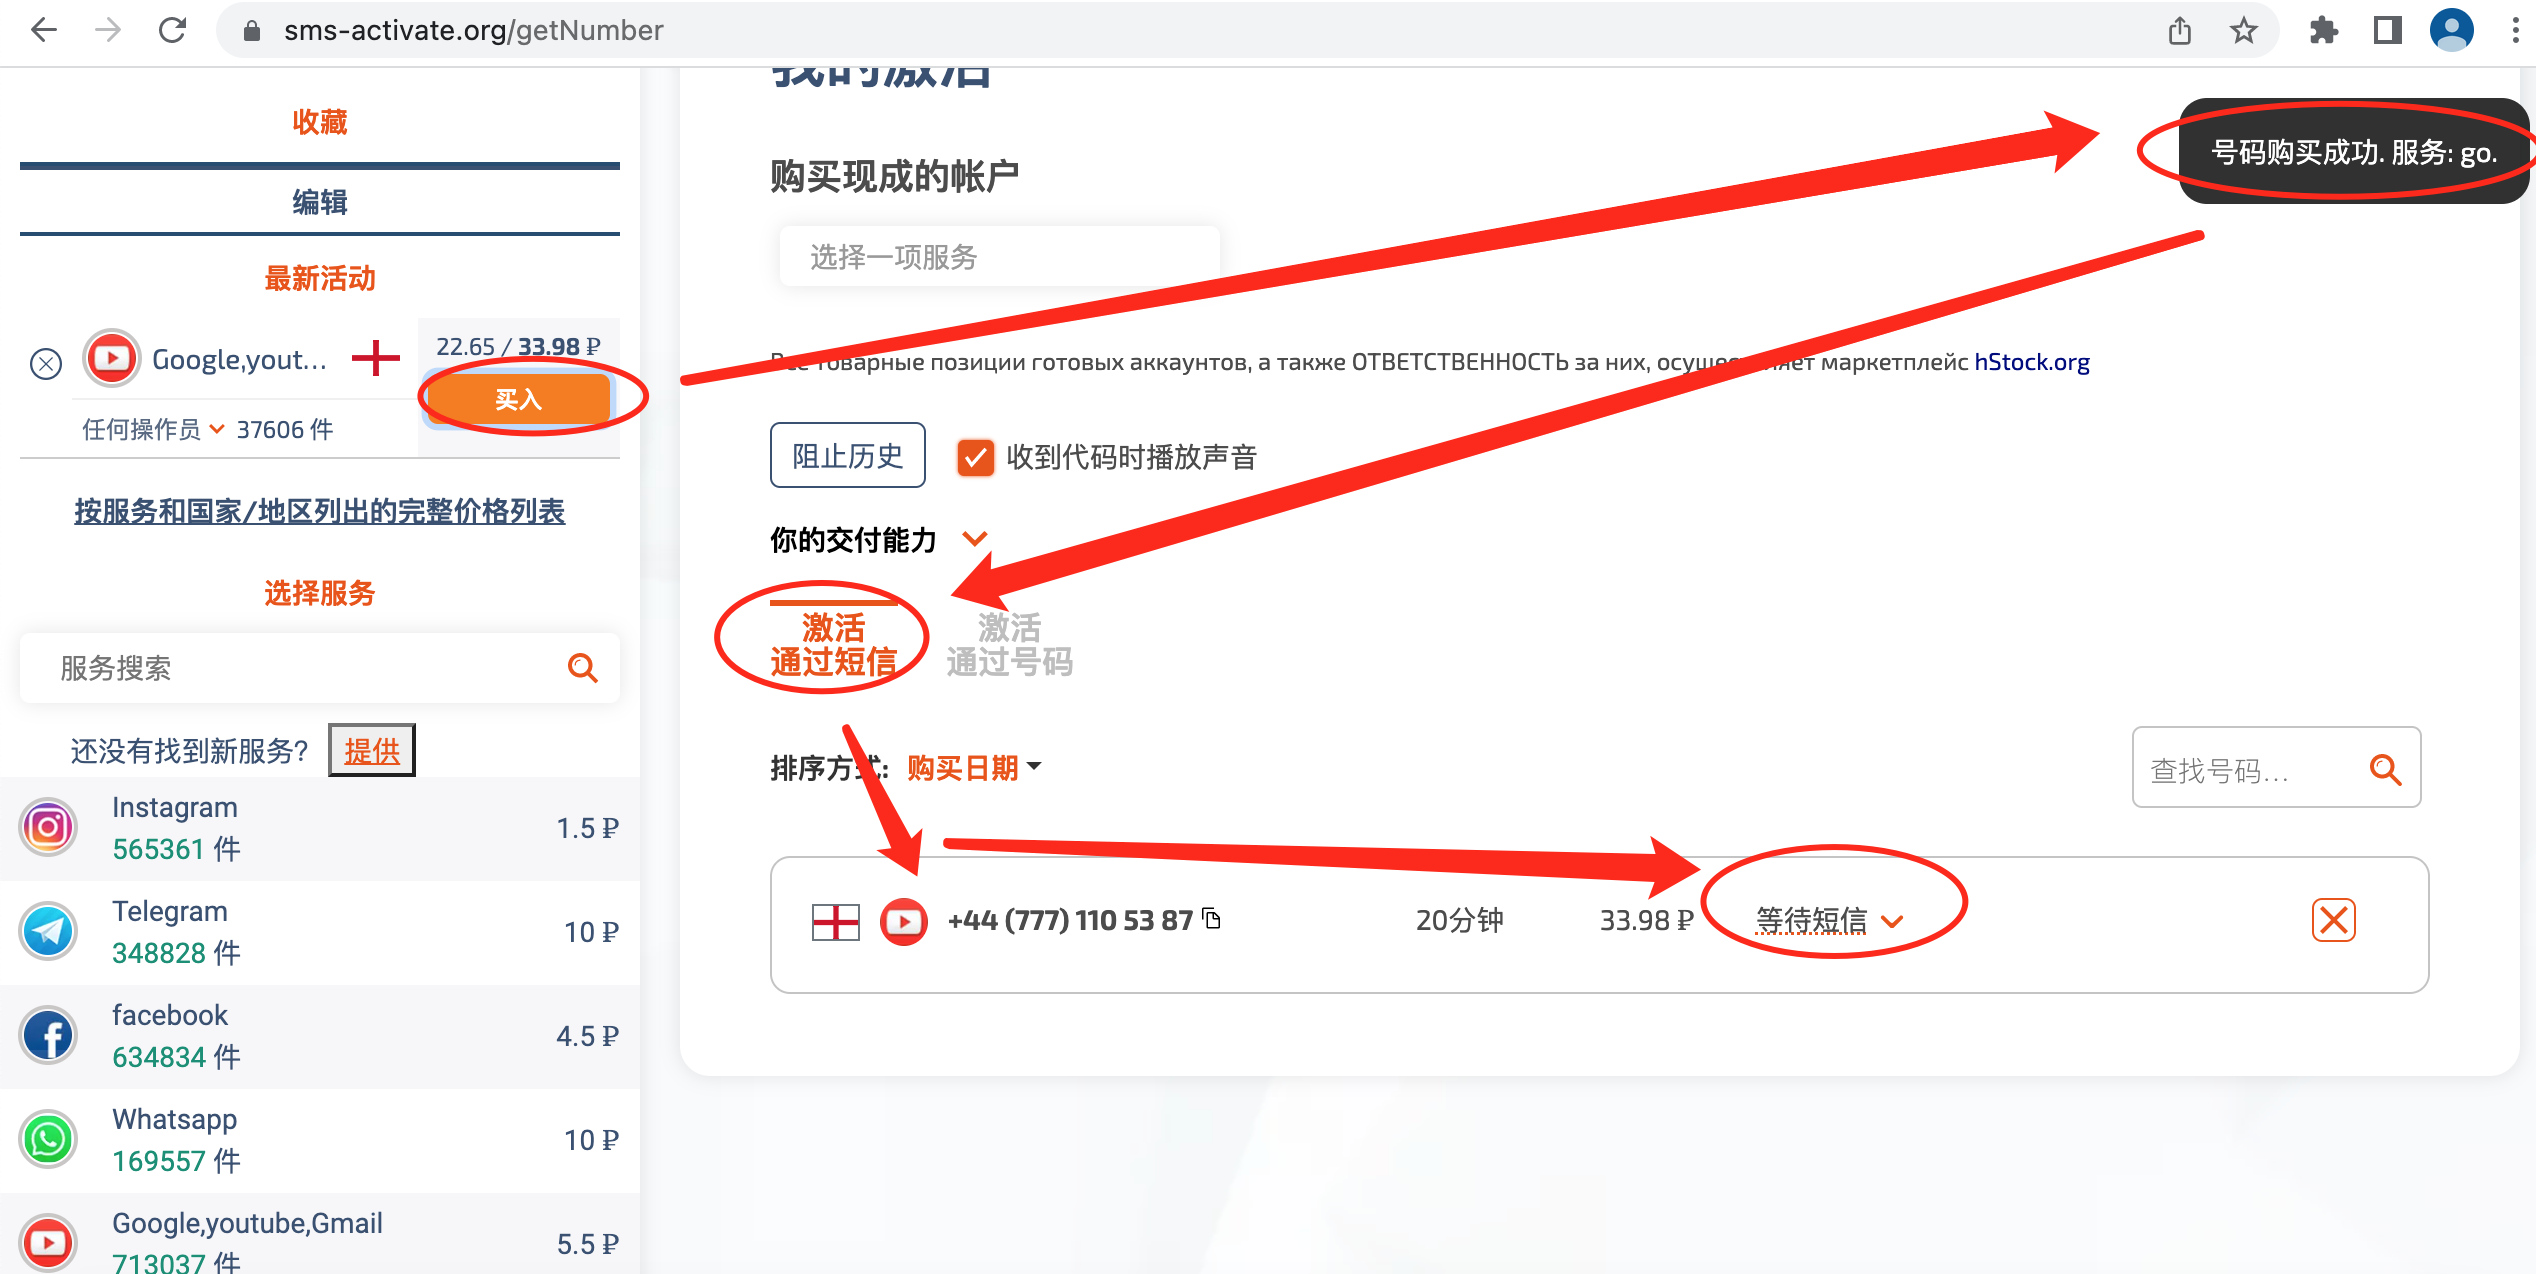 sms-activate.org/getNumber
收藏
编辑
最新活动
Google,yout...
22.65 / 33.98 ₽
买入
任何操作员 37606 件
按服务和国家/地区列出的完整价格列表
选择服务
服务搜索
还没有找到新服务? 提供
Instagram
565361 件
1.5 ₽
Telegram
348828 件
10 ₽
facebook
634834 件
4.5 ₽
Whatsapp
169557 件
10 ₽
Google,youtube,Gmail
713037 件
5.5 ₽
我的激活
号码购买成功. 服务: go.
购买现成的帐户
选择一项服务
товарные позиции готовых аккаунтов, а также ОТВЕТСТВЕННОСТЬ за них, маркетплейс hStock.org
阻止历史 收到代码时播放声音
你的交付能力
激活
通过短信
激活
通过号码
排序方式: 购买日期
查找号码...
+44 (777) 110 53 87 20分钟 33.98 ₽ 等待短信